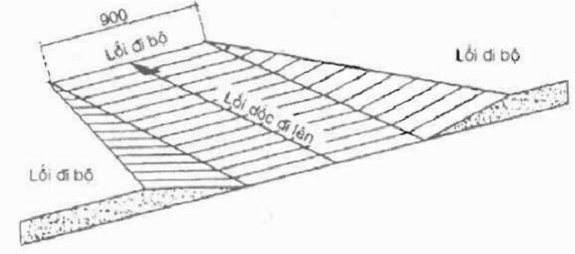 900
Lối đi bộ
Lối đi bộ
Lối dốc đi lên
Lối đi bộ